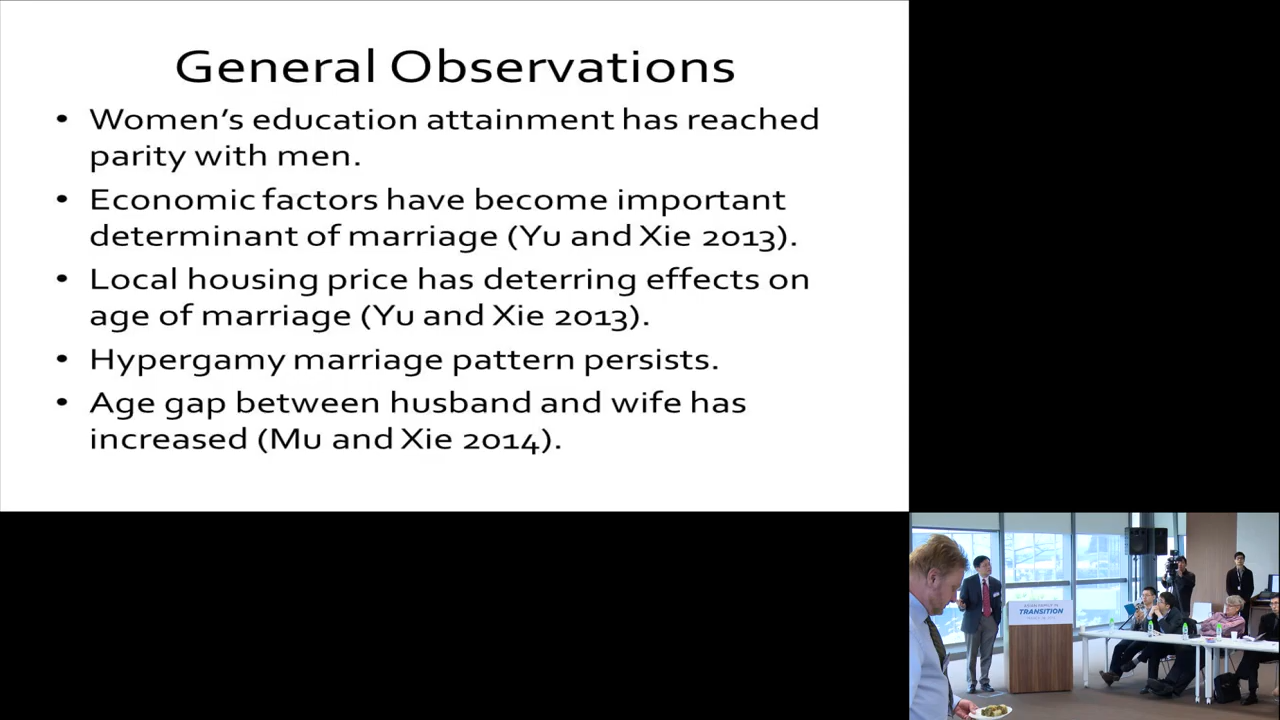 General Observations
• Women's education attainment has reached
parity with men.
• Economic factors have become important
determinant of marriage (Yu and Xie 2013).
• Local housing price has deterring effects on
age of marriage (Yu and Xie 2013).
• Hypergamy marriage pattern persists.
• Age gap between husband and wife has
increased (Mu and Xie 2014).
TRANSITION